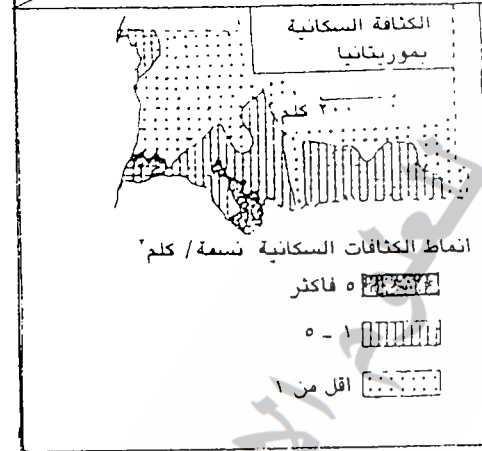 الكثافة السكانية
بموريتانيا
٢٠٠ كلم
انماط الكثافات السكانية نسمة / كلم٢
٥ فاكثر
١ - ٥
اقل من ١